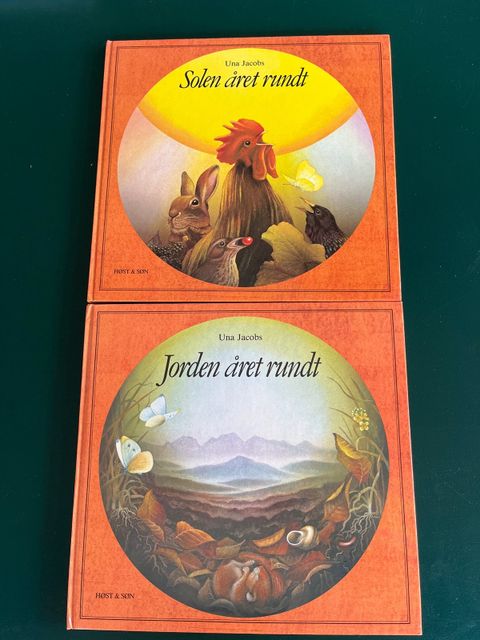 Una Jacobs
Solen året rundt
HØST & SØN
Una Jacobs
Jorden året rundt
HØST & SØN